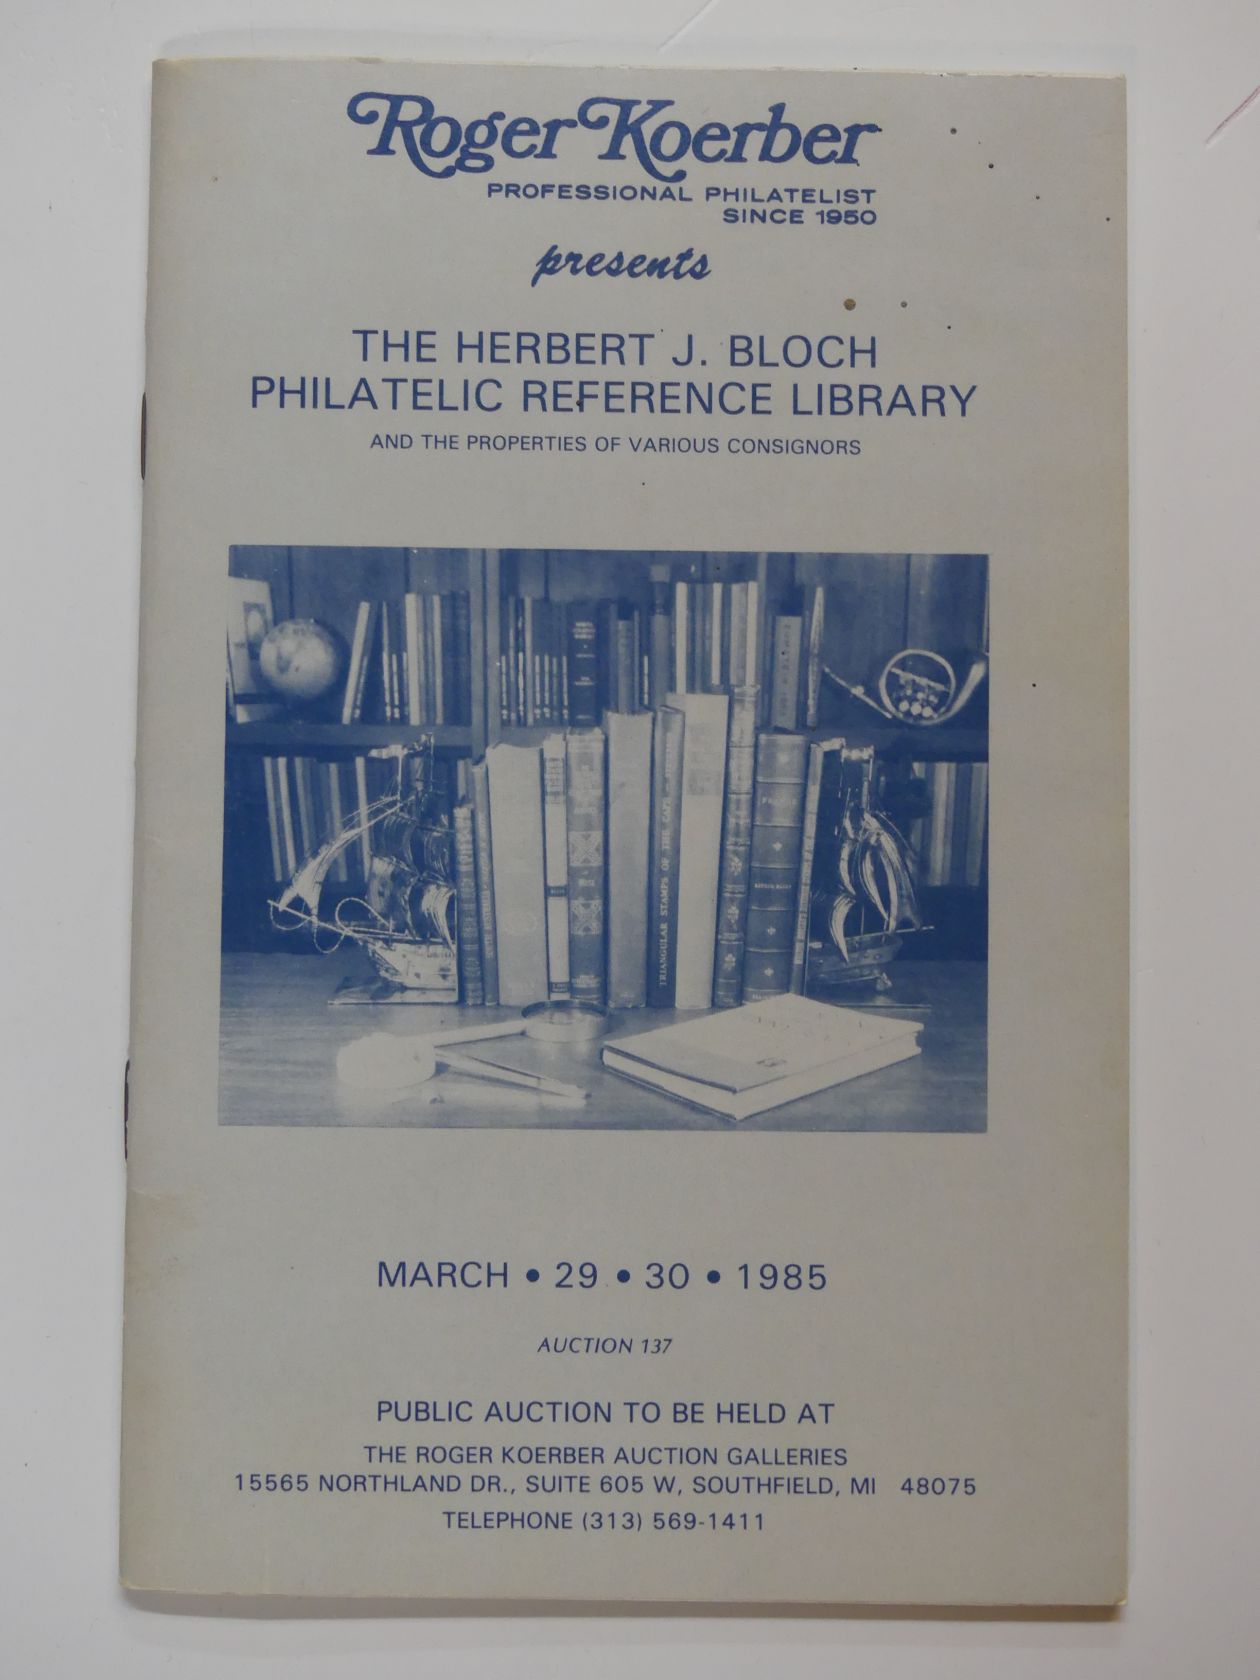 Roger Koerber
PROFESSIONAL PHILATELIST
SINCE 1950
presents
THE HERBERT J. BLOCH
PHILATELIC REFERENCE LIBRARY
AND THE PROPERTIES OF VARIOUS CONSIGNORS
TRIANGULAR STAMPS OF THE CAPE
MARCH • 29 • 30 • 1985
AUCTION 137
PUBLIC AUCTION TO BE HELD AT
THE ROGER KOERBER AUCTION GALLERIES
15565 NORTHLAND DR., SUITE 605 W, SOUTHFIELD, MI 48075
TELEPHONE (313) 569-1411